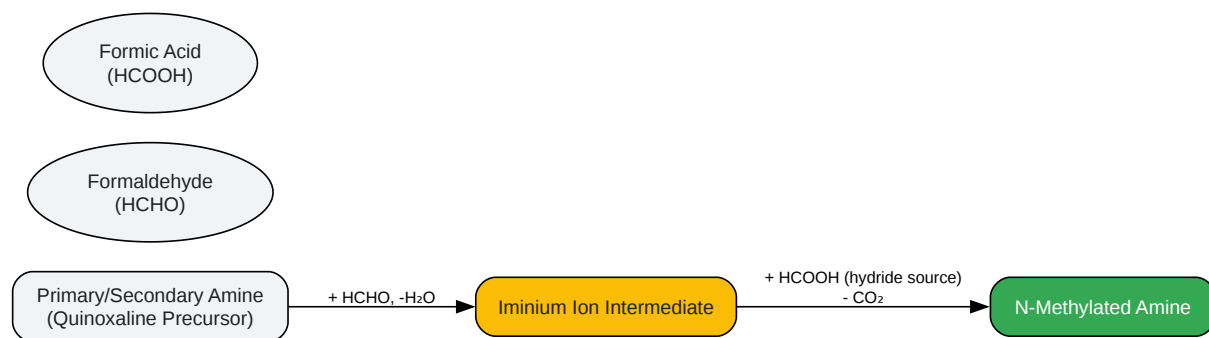 Formic Acid
(HCOOH)
Formaldehyde
(HCHO)
Primary/Secondary Amine
(Quinoxaline Precursor)
+ HCHO, -H₂O
Iminium Ion Intermediate
+ HCOOH (hydride source)
- CO₂
N-Methylated Amine